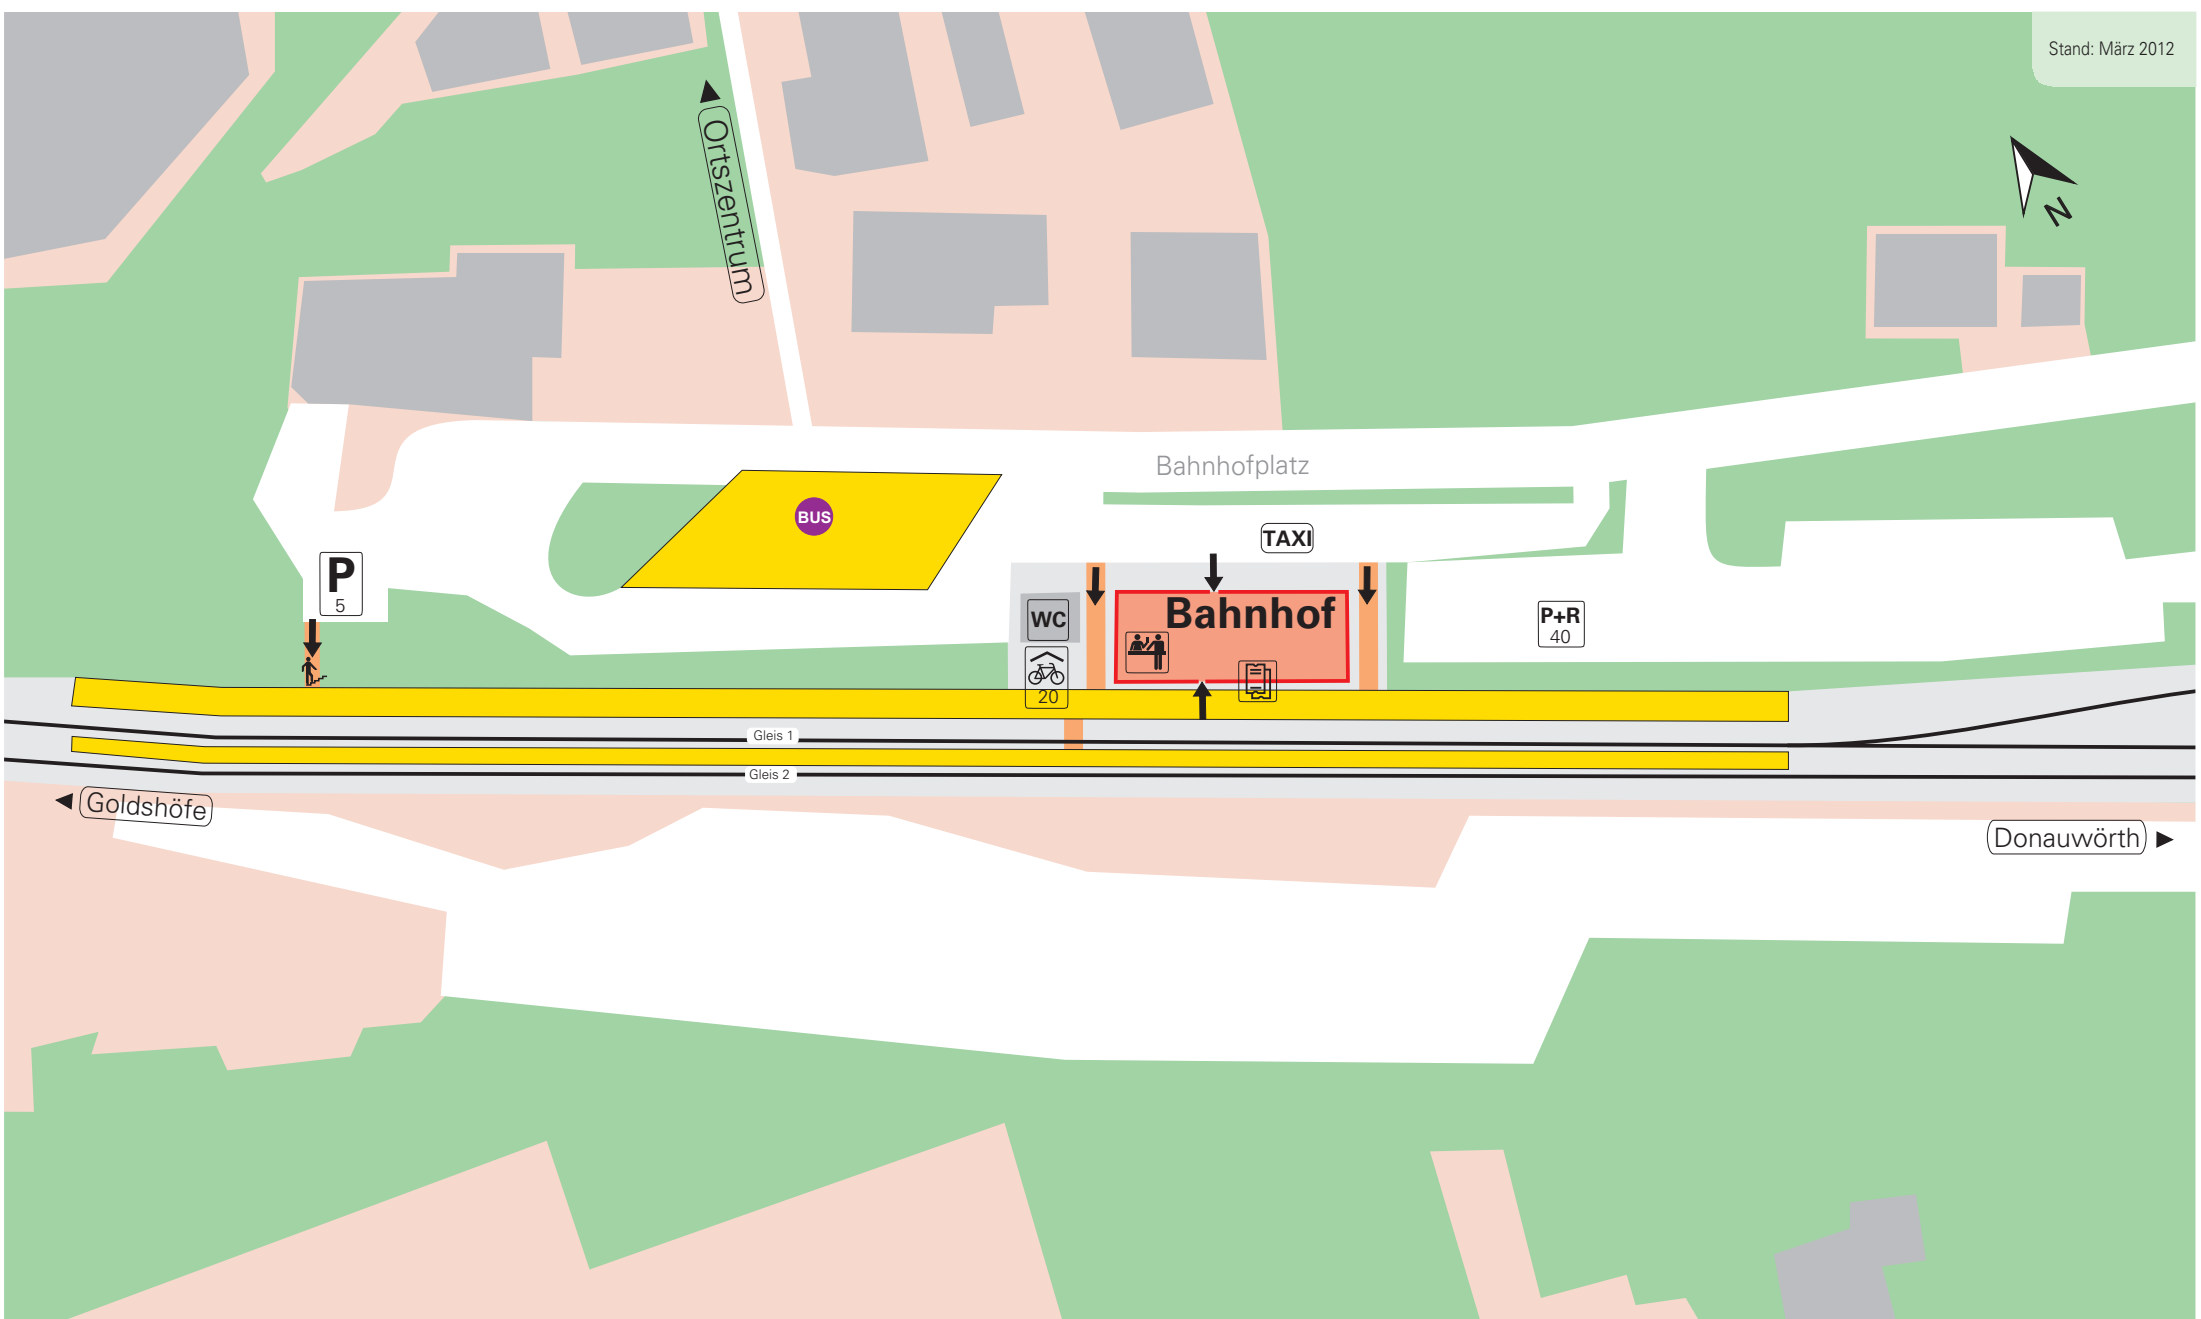 Stand: März 2012
Ortszentrum
N
Bahnhofplatz
BUS
TAXI
P
5
WC
Bahnhof
P+R
40
20
Gleis 1
Gleis 2
Goldshöfe
Donauwörth